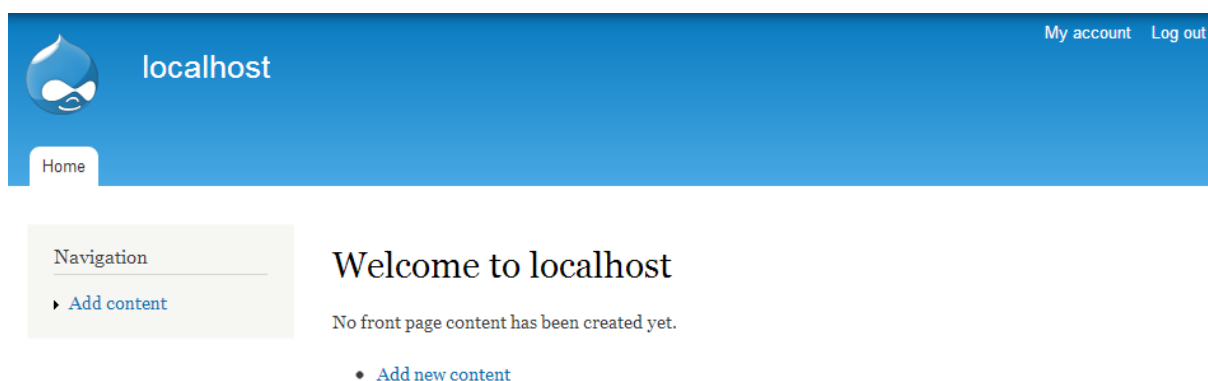 My account Log out
localhost
Home
Navigation
Add content
Welcome to localhost
No front page content has been created yet.
Add new content